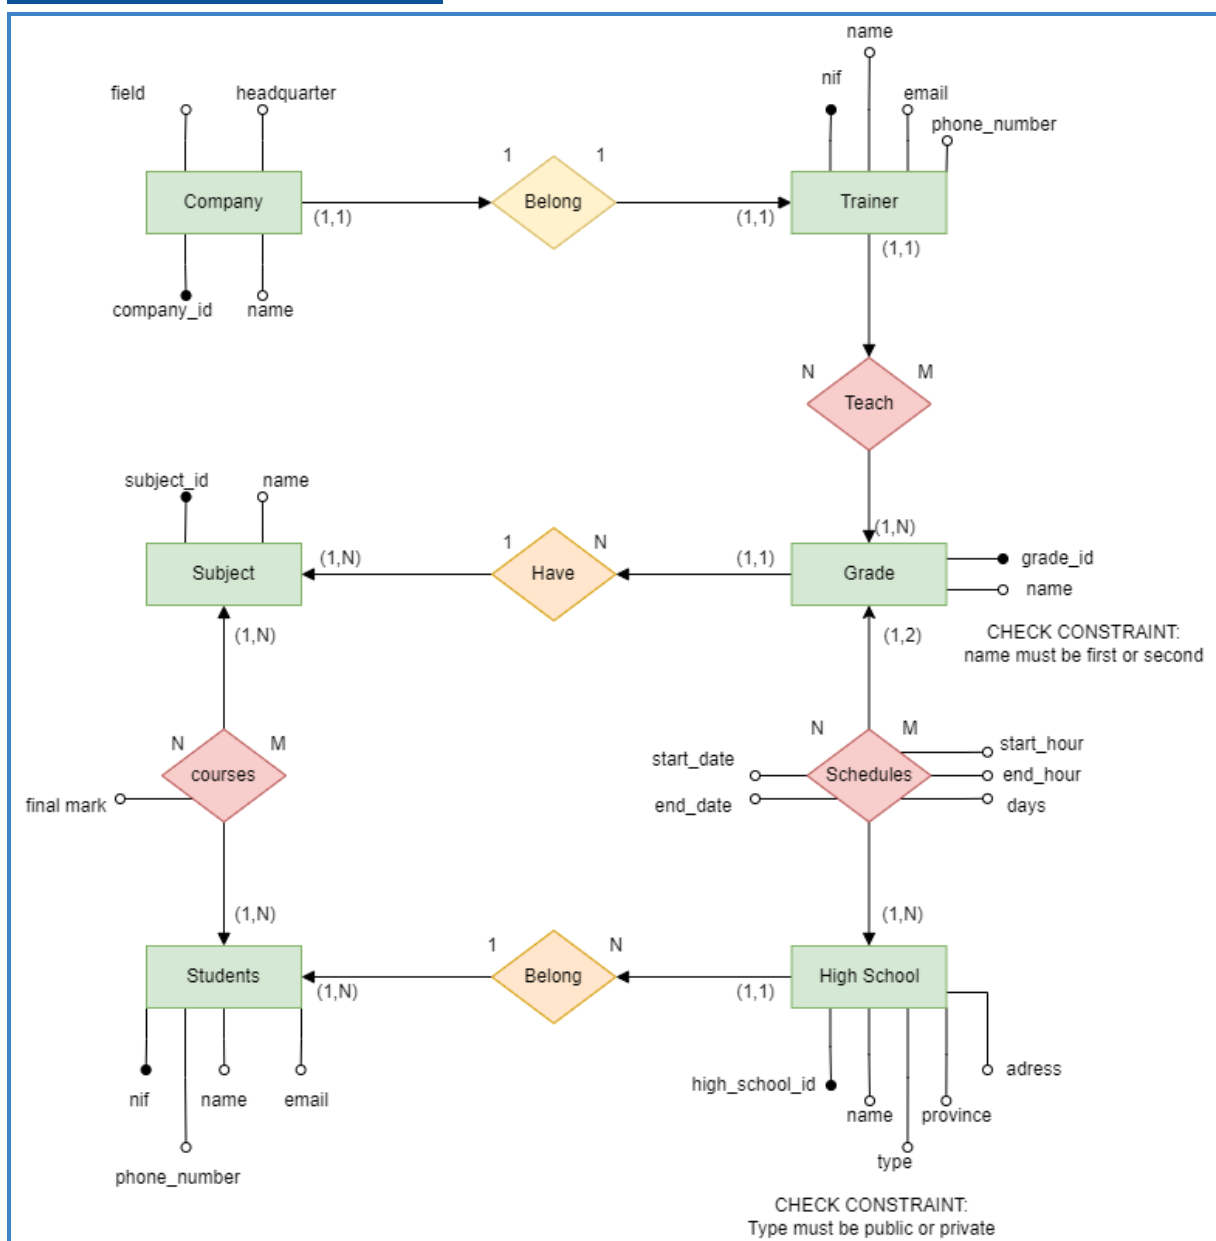 name
nif
field
headquarter
email
phone_number
1
1
Company
Belong
Trainer
(1,1)
(1,1)
(1,1)
company_id
name
N
M
Teach
subject_id
name
(1,N)
1
N
(1,N)
(1,1)
grade_id
Subject
Have
Grade
name
(1,N)
(1,2)
CHECK CONSTRAINT:
name must be first or second
N
M
N
M
start_hour
start_date
courses
Schedules
end_hour
final mark
end_date
days
(1,N)
(1,N)
1
N
Students
Belong
High School
(1,N)
(1,1)
adress
high_school_id
nif
name
email
name
province
type
phone_number
CHECK CONSTRAINT:
Type must be public or private